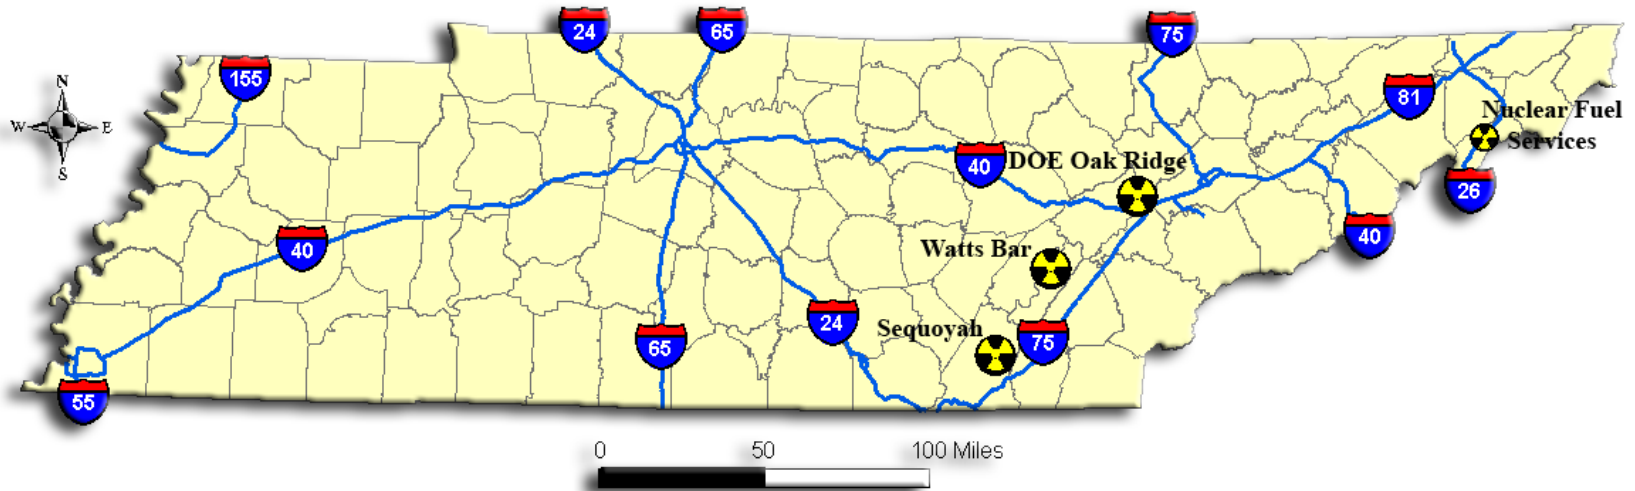 24
65
75
155
81
N
W E
S
Nuclear Fuel
Services
40
DOE Oak Ridge
26
40
40
Watts Bar
24
Sequoyah
65
75
55
0 50 100 Miles